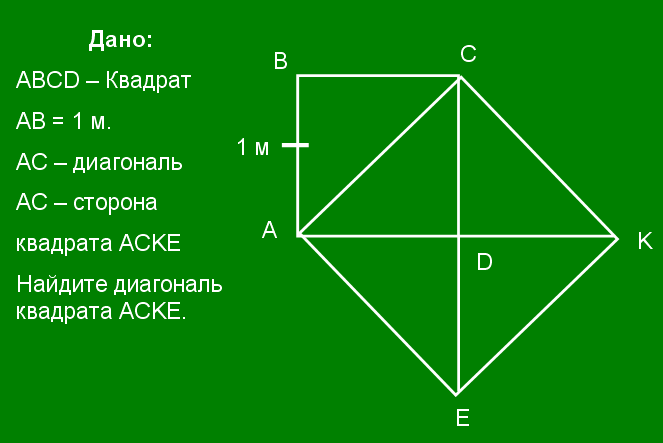 Дано:
ABCD – Квадрат
AB = 1 м.
AC – диагональ
AC – сторона
квадрата ACKE
Найдите диагональ
квадрата ACKE.
B
C
1 м
A
D
K
E